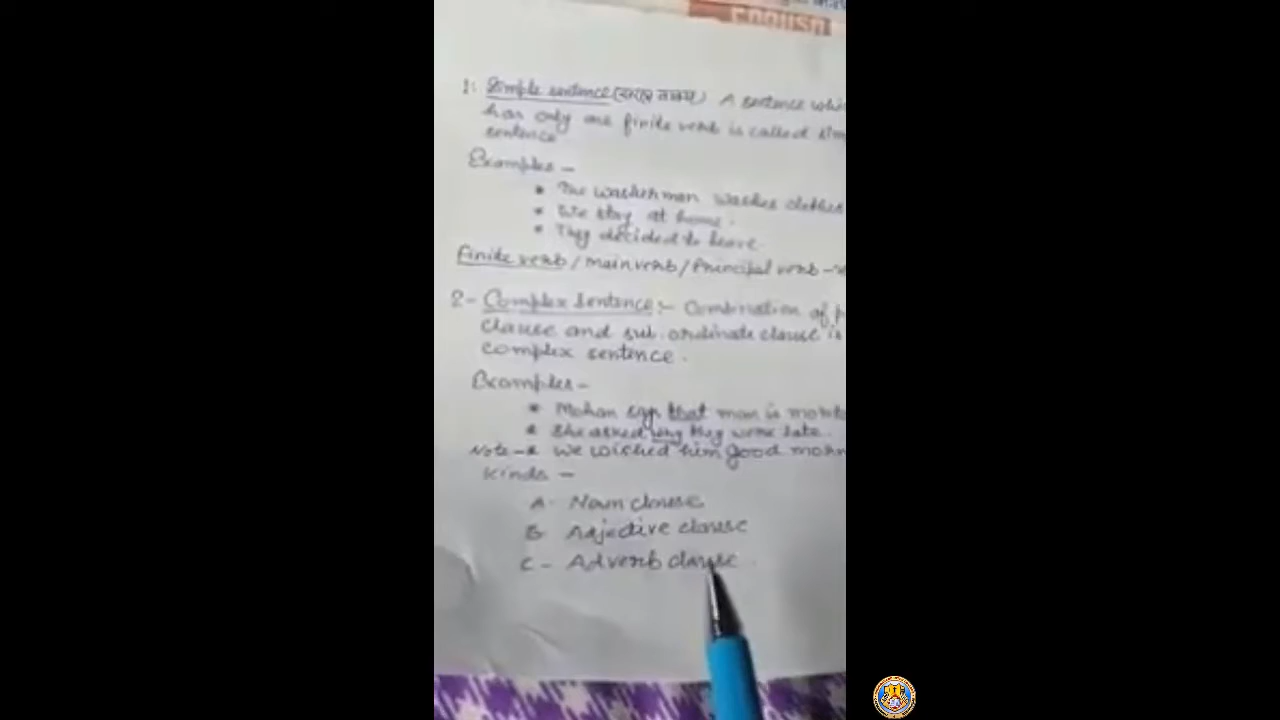 English
1: Simple sentence (सरल वाक्य) A sentence whi
has only one finite verb is called sim
sentence
Examples -
* The washerman washes clothes
* We stay at home.
* They decided to leave.
Finite verb / main verb / Principal verb -
2- Complex Sentence :- Combination of p
clause and sub. ordinate clause is
complex sentence.
Examples -
* Mohan says that man is morta
* She asked why they were late.
Note - * We wished him good morn
Kinds -
A- Noun clause
B- Adjective clause
C- Adverb clause